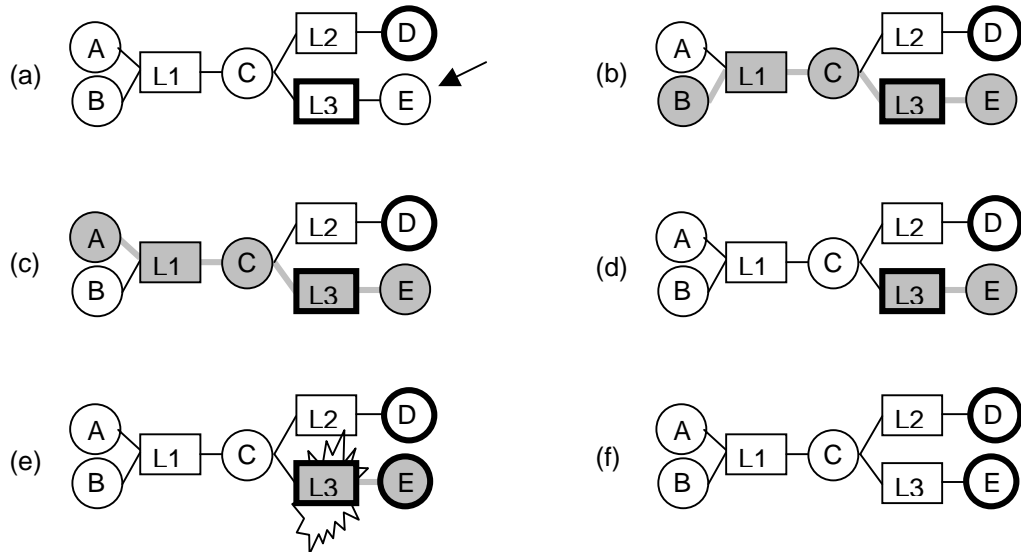 (a) A B L1 C L2 L3 D E
(b) A B L1 C L2 L3 D E
(c) A B L1 C L2 L3 D E
(d) A B L1 C L2 L3 D E
(e) A B L1 C L2 L3 D E
(f) A B L1 C L2 L3 D E